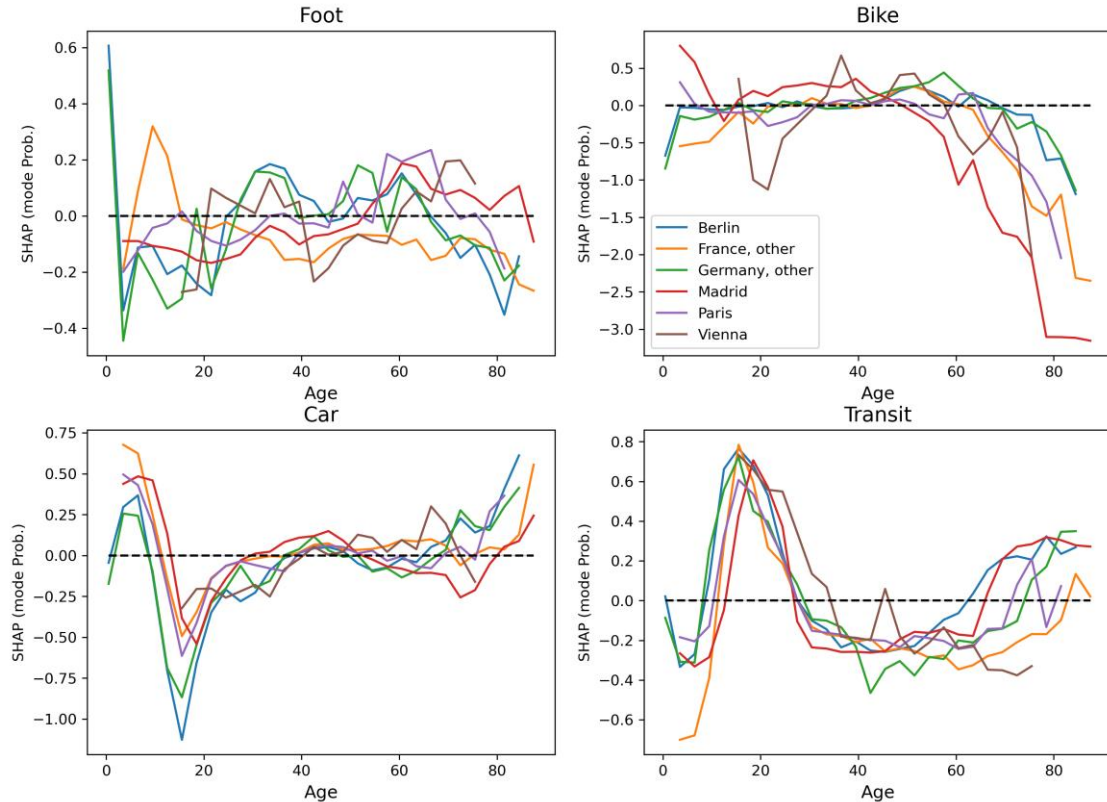 Foot
SHAP (mode Prob.)
0.6
0.4
0.2
0.0
−0.2
−0.4
0 20 40 60 80
Age
Bike
SHAP (mode Prob.)
0.5
0.0
−0.5
−1.0
−1.5
−2.0
−2.5
−3.0
Berlin
France, other
Germany, other
Madrid
Paris
Vienna
0 20 40 60 80
Age
Car
SHAP (mode Prob.)
0.75
0.50
0.25
0.00
−0.25
−0.50
−0.75
−1.00
0 20 40 60 80
Age
Transit
SHAP (mode Prob.)
0.8
0.6
0.4
0.2
0.0
−0.2
−0.4
−0.6
0 20 40 60 80
Age